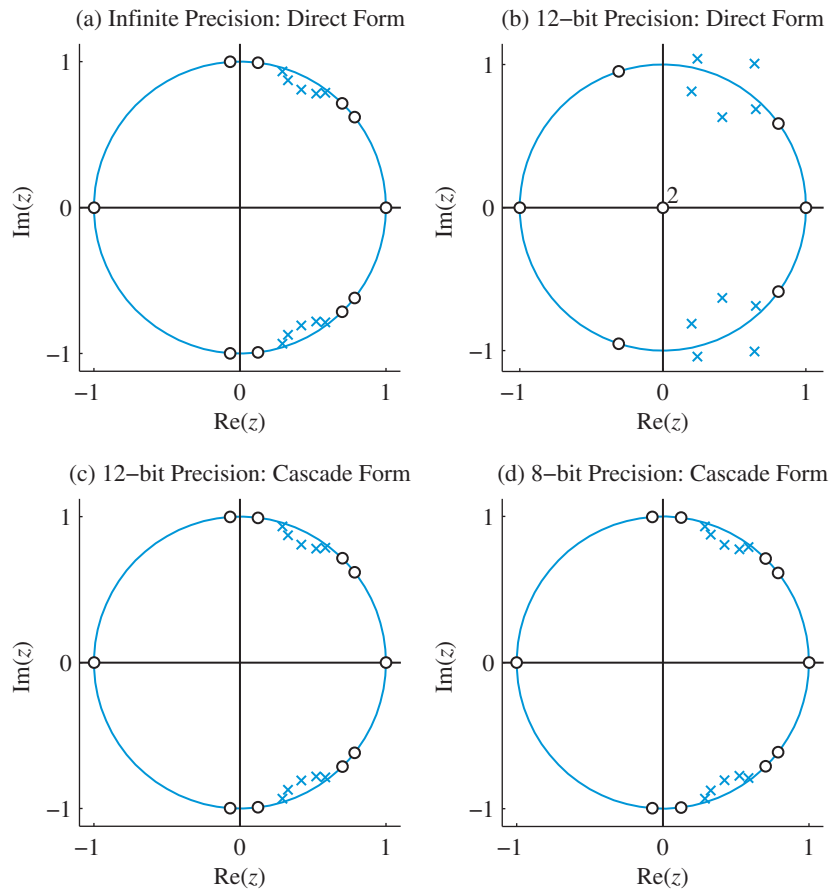 (a) Infinite Precision: Direct Form
1
0
−1
−1
0
1
Im(z)
Re(z)
(b) 12−bit Precision: Direct Form
1
0
−1
2
−1
0
1
Im(z)
Re(z)
(c) 12−bit Precision: Cascade Form
1
0
−1
−1
0
1
Im(z)
Re(z)
(d) 8−bit Precision: Cascade Form
1
0
−1
−1
0
1
Im(z)
Re(z)